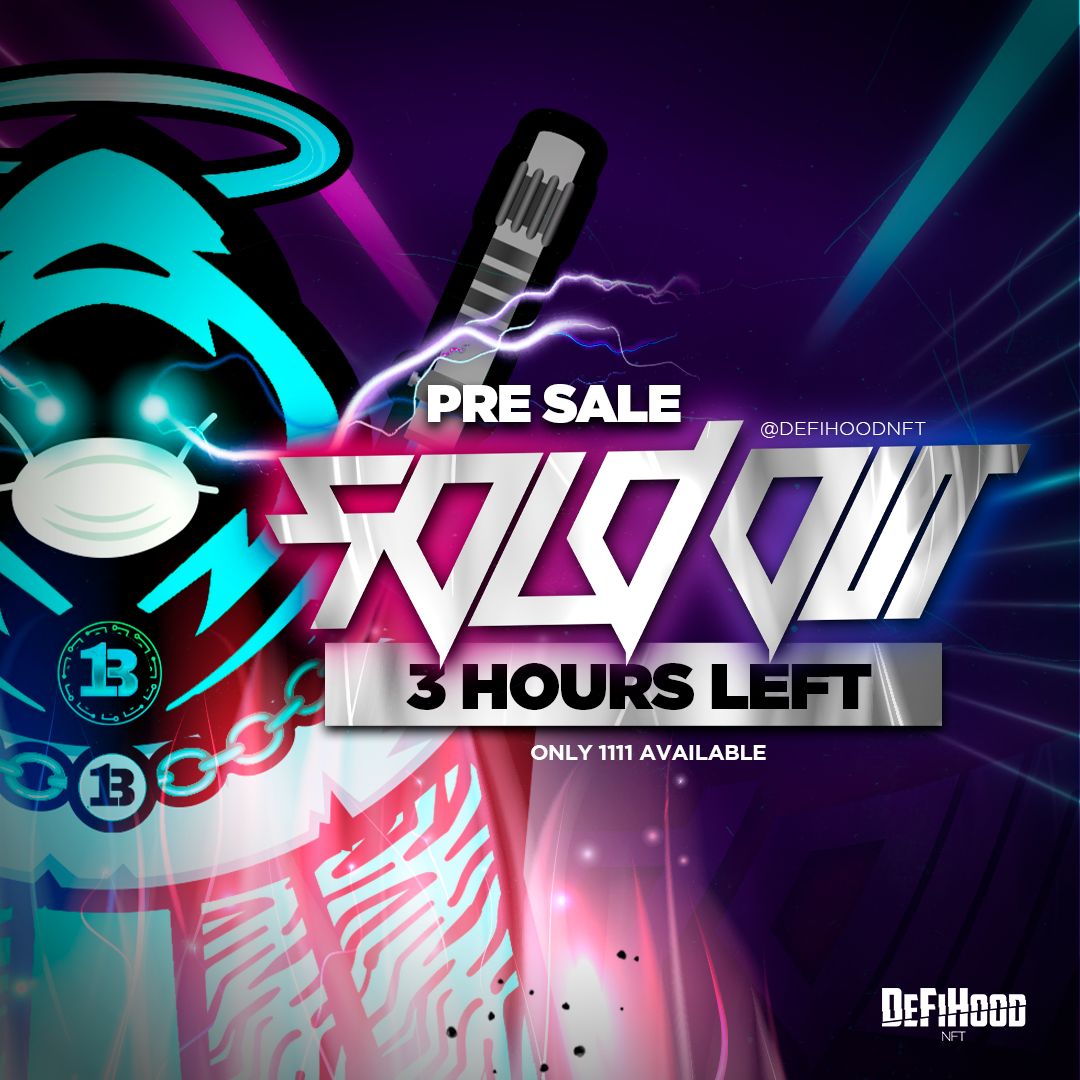 PRE SALE
@DEFIHOODNFT
SOLD OUT
3 HOURS LEFT
ONLY 1111 AVAILABLE
13
13
DEFIHOOD
NFT